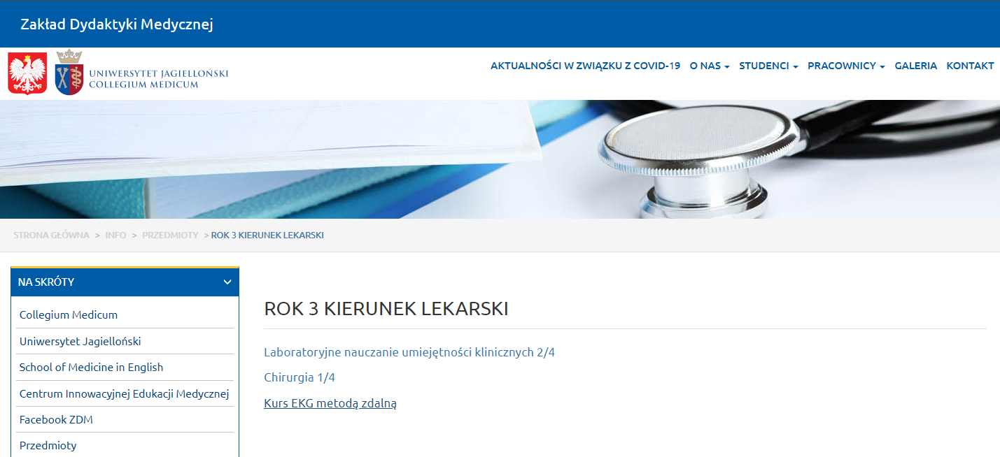 Zakład Dydaktyki Medycznej
UNIWERSYTET JAGIELLOŃSKI
COLLEGIUM MEDICUM
AKTUALNOŚCI W ZWIĄZKU Z COVID-19 O NAS STUDENCI PRACOWNICY GALERIA KONTAKT
STRONA GŁÓWNA > INFO > PRZEDMIOTY > ROK 3 KIERUNEK LEKARSKI
NA SKRÓTY
Collegium Medicum
Uniwersytet Jagielloński
School of Medicine in English
Centrum Innowacyjnej Edukacji Medycznej
Facebook ZDM
Przedmioty
ROK 3 KIERUNEK LEKARSKI
Laboratoryjne nauczanie umiejętności klinicznych 2/4
Chirurgia 1/4
Kurs EKG metodą zdalną